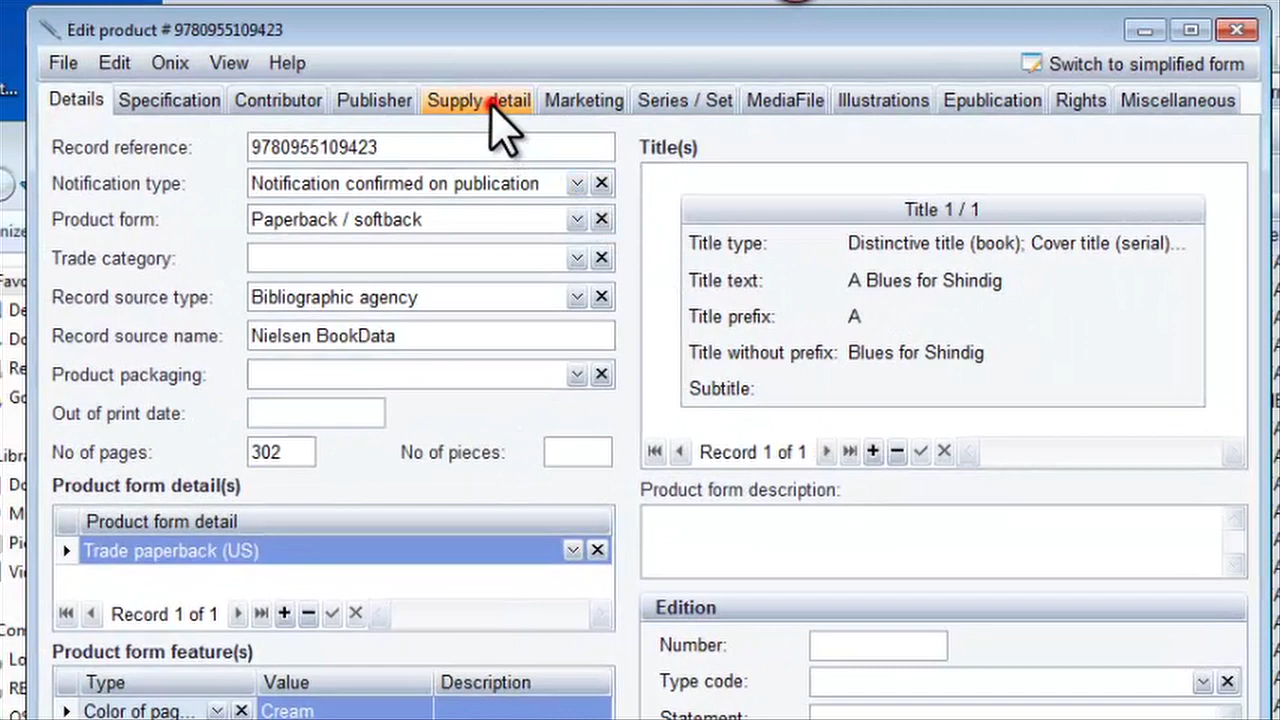 Edit product # 9780955109423
File Edit Onix View Help Switch to simplified form
Details Specification Contributor Publisher Supply detail Marketing Series / Set MediaFile Illustrations Epublication Rights Miscellaneous
Record reference: 9780955109423
Notification type: Notification confirmed on publication
Product form: Paperback / softback
Trade category:
Record source type: Bibliographic agency
Record source name: Nielsen BookData
Product packaging:
Out of print date:
No of pages: 302 No of pieces:
Product form detail(s)
Product form detail
Trade paperback (US)
Record 1 of 1
Product form feature(s)
Type Value Description
Color of pag... Cream
Title(s)
Title 1 / 1
Title type: Distinctive title (book); Cover title (serial)...
Title text: A Blues for Shindig
Title prefix: A
Title without prefix: Blues for Shindig
Subtitle:
Record 1 of 1
Product form description:
Edition
Number:
Type code:
Statement: